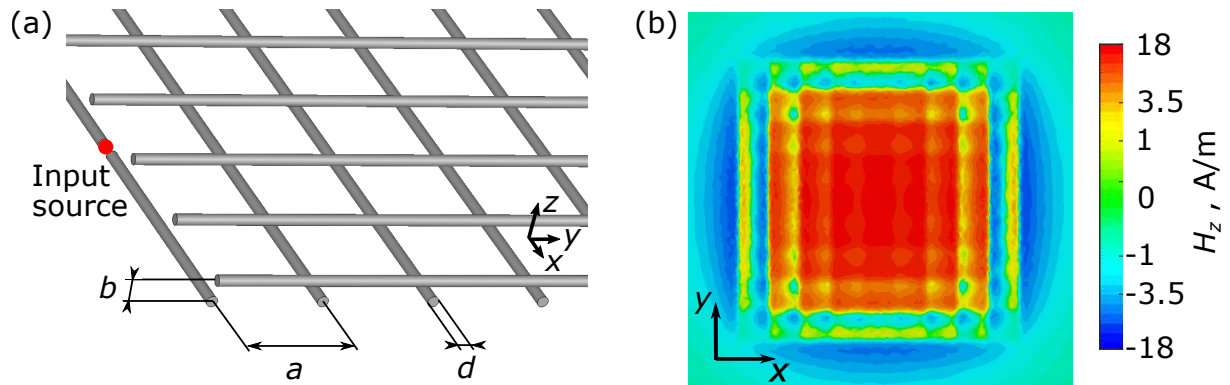 (a)
Input
source
z
y
x
b
a
d
(b)
y
x
18
3.5
1
0
-1
-3.5
-18
H_z , A/m